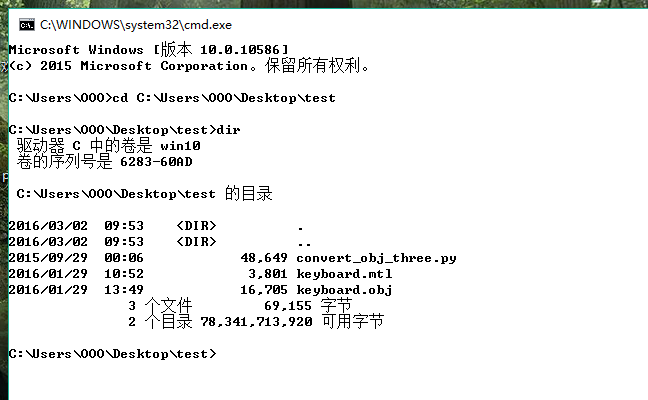 C:\WINDOWS\system32\cmd.exe
Microsoft Windows [版本 10.0.10586]
(c) 2015 Microsoft Corporation。保留所有权利。
C:\Users\OOO>cd C:\Users\OOO\Desktop\test
C:\Users\OOO\Desktop\test>dir
驱动器 C 中的卷是 win10
卷的序列号是 6283-60AD
C:\Users\OOO\Desktop\test 的目录
2016/03/02  09:53    <DIR>          .
2016/03/02  09:53    <DIR>          ..
2015/09/29  00:06            48,649 convert_obj_three.py
2016/01/29  10:52             3,801 keyboard.mtl
2016/01/29  13:49            16,705 keyboard.obj
3 个文件         69,155 字节
2 个目录 78,341,713,920 可用字节
C:\Users\OOO\Desktop\test>